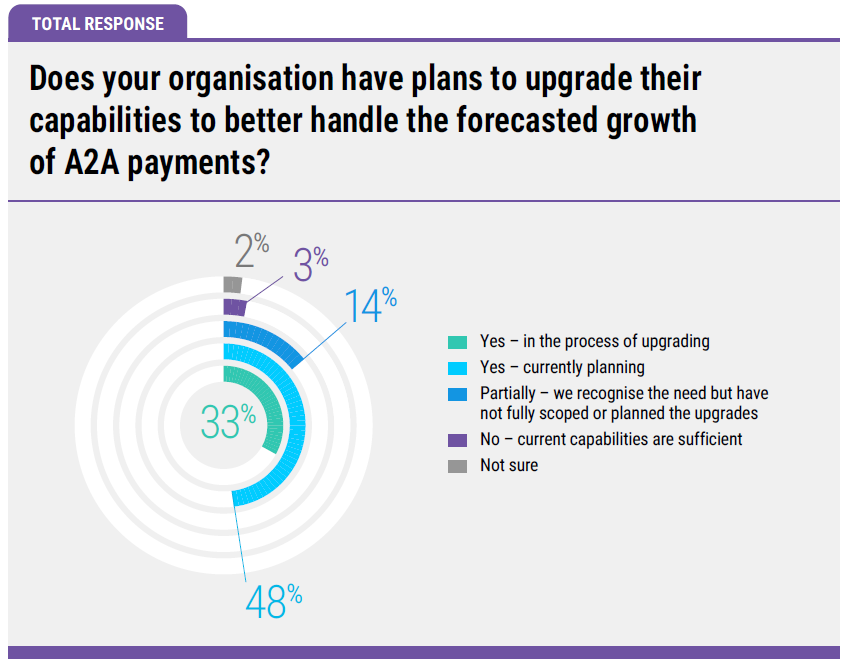 TOTAL RESPONSE
Does your organisation have plans to upgrade their
capabilities to better handle the forecasted growth
of A2A payments?
2%
3%
14%
33%
48%
Yes – in the process of upgrading
Yes – currently planning
Partially – we recognise the need but have
not fully scoped or planned the upgrades
No – current capabilities are sufficient
Not sure